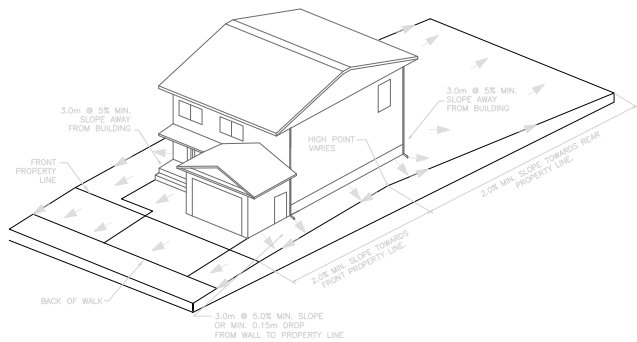 3.0m @ 5% MIN.
SLOPE AWAY
FROM BUILDING
3.0m @ 5% MIN.
SLOPE AWAY
FROM BUILDING
HIGH POINT
VARIES
FRONT
PROPERTY
LINE
2.0% MIN. SLOPE TOWARDS REAR
PROPERTY LINE.
2.0% MIN. SLOPE TOWARDS
FRONT PROPERTY LINE.
BACK OF WALK
3.0m @ 5.0% MIN. SLOPE
OR MIN. 0.15m DROP
FROM WALL TO PROPERTY LINE